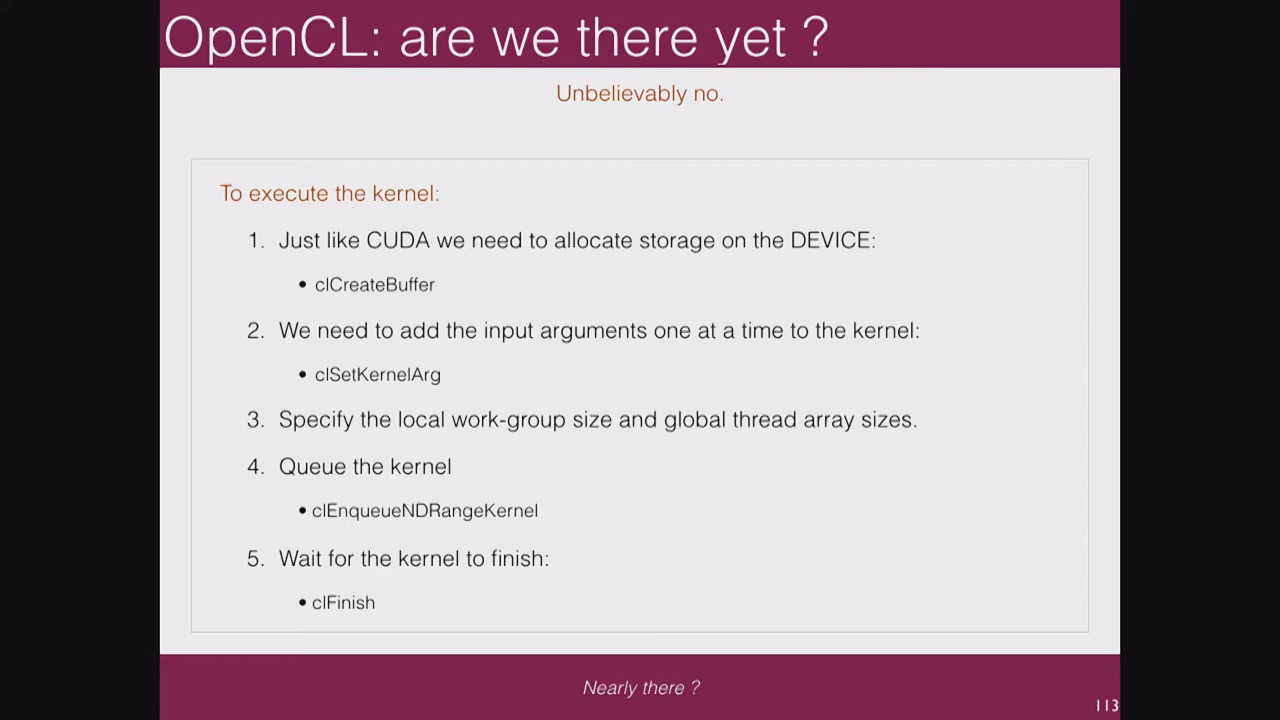 OpenCL: are we there yet ?
Unbelievably no.
To execute the kernel:
1. Just like CUDA we need to allocate storage on the DEVICE:
• clCreateBuffer
2. We need to add the input arguments one at a time to the kernel:
• clSetKernelArg
3. Specify the local work-group size and global thread array sizes.
4. Queue the kernel
• clEnqueueNDRangeKernel
5. Wait for the kernel to finish:
• clFinish
Nearly there ?
113